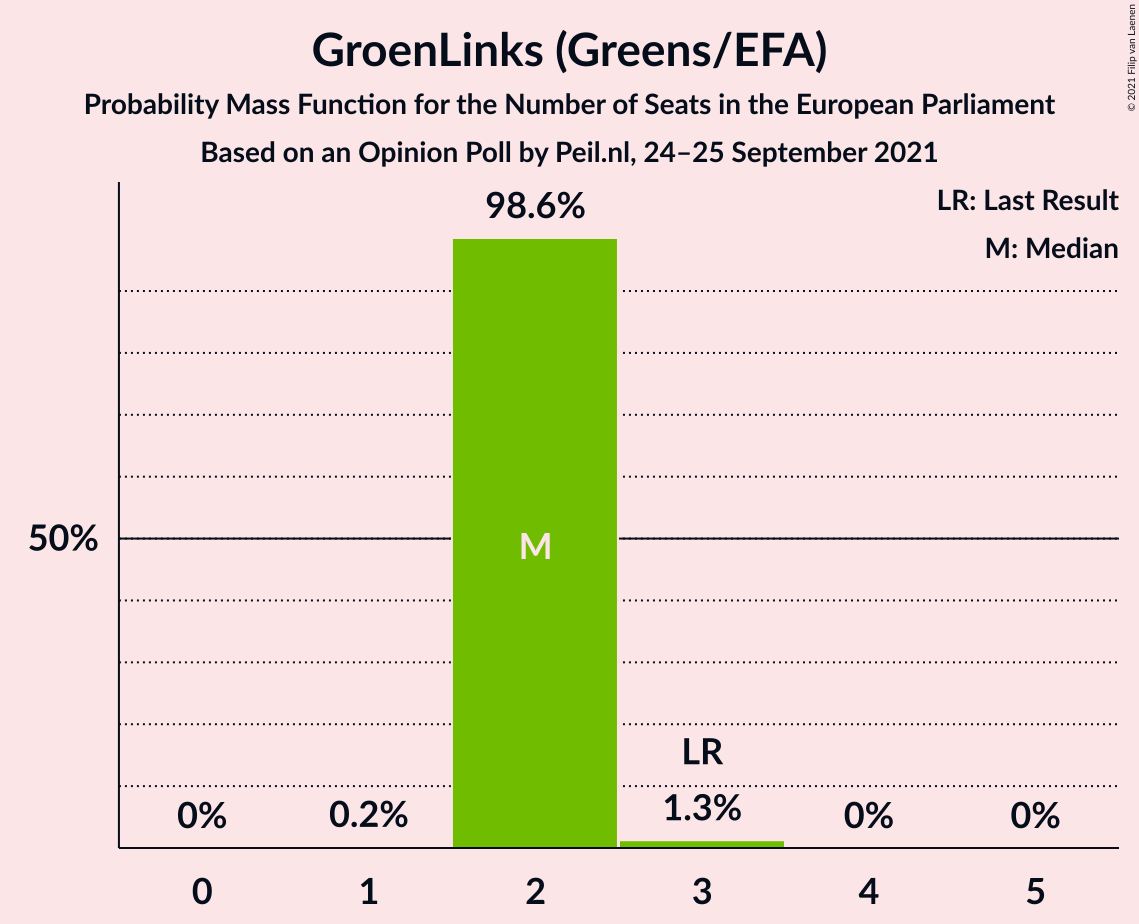 GroenLinks (Greens/EFA)
Probability Mass Function for the Number of Seats in the European Parliament
Based on an Opinion Poll by Peil.nl, 24–25 September 2021
© 2021 Filip van Laenen
98.6%
LR: Last Result
M: Median
50%
M
LR
0%
0.2%
1.3%
0%
0%
0
1
2
3
4
5